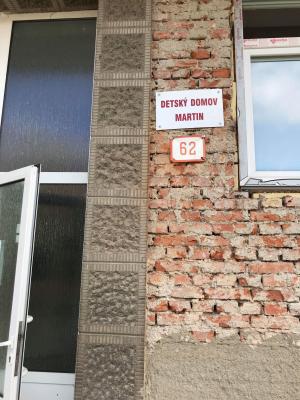 DETSKÝ DOMOV
MARTIN
62